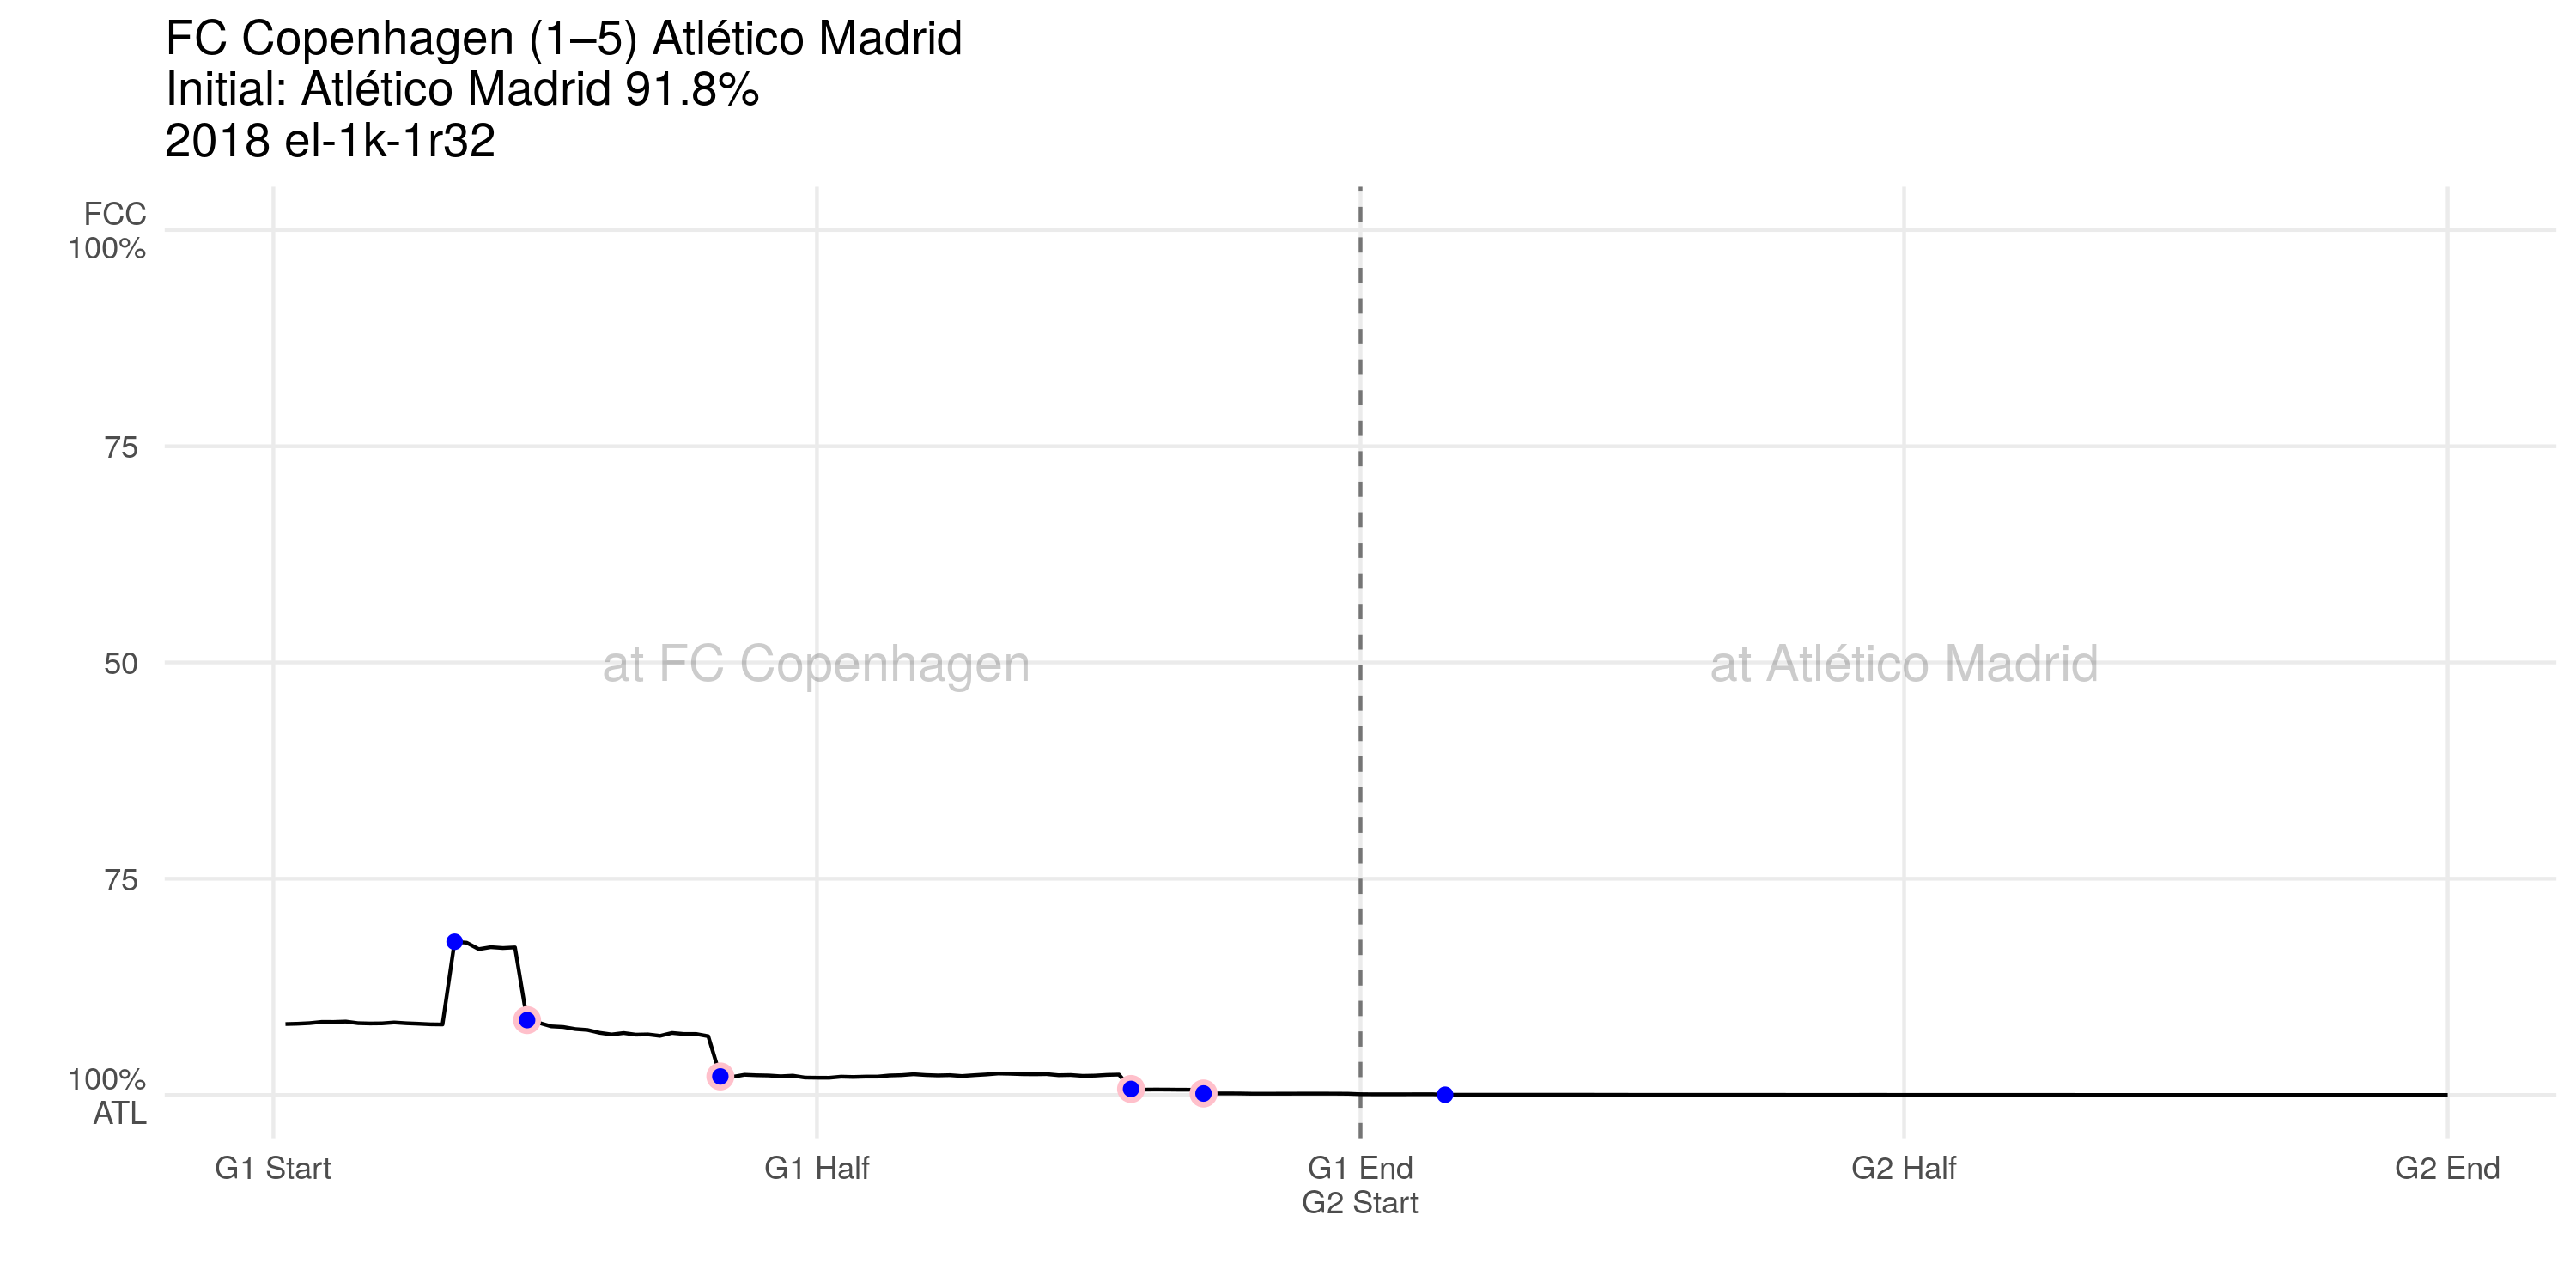 FC Copenhagen (1–5) Atlético Madrid
Initial: Atlético Madrid 91.8%
2018 el-1k-1r32
FCC
100%
75
50
75
100%
ATL
at FC Copenhagen
at Atlético Madrid
G1 Start
G1 Half
G1 End
G2 Start
G2 Half
G2 End